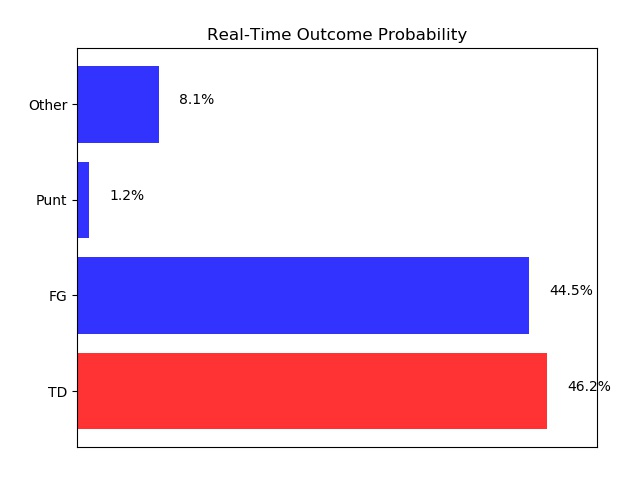 Real-Time Outcome Probability
Other 8.1%
Punt 1.2%
FG 44.5%
TD 46.2%